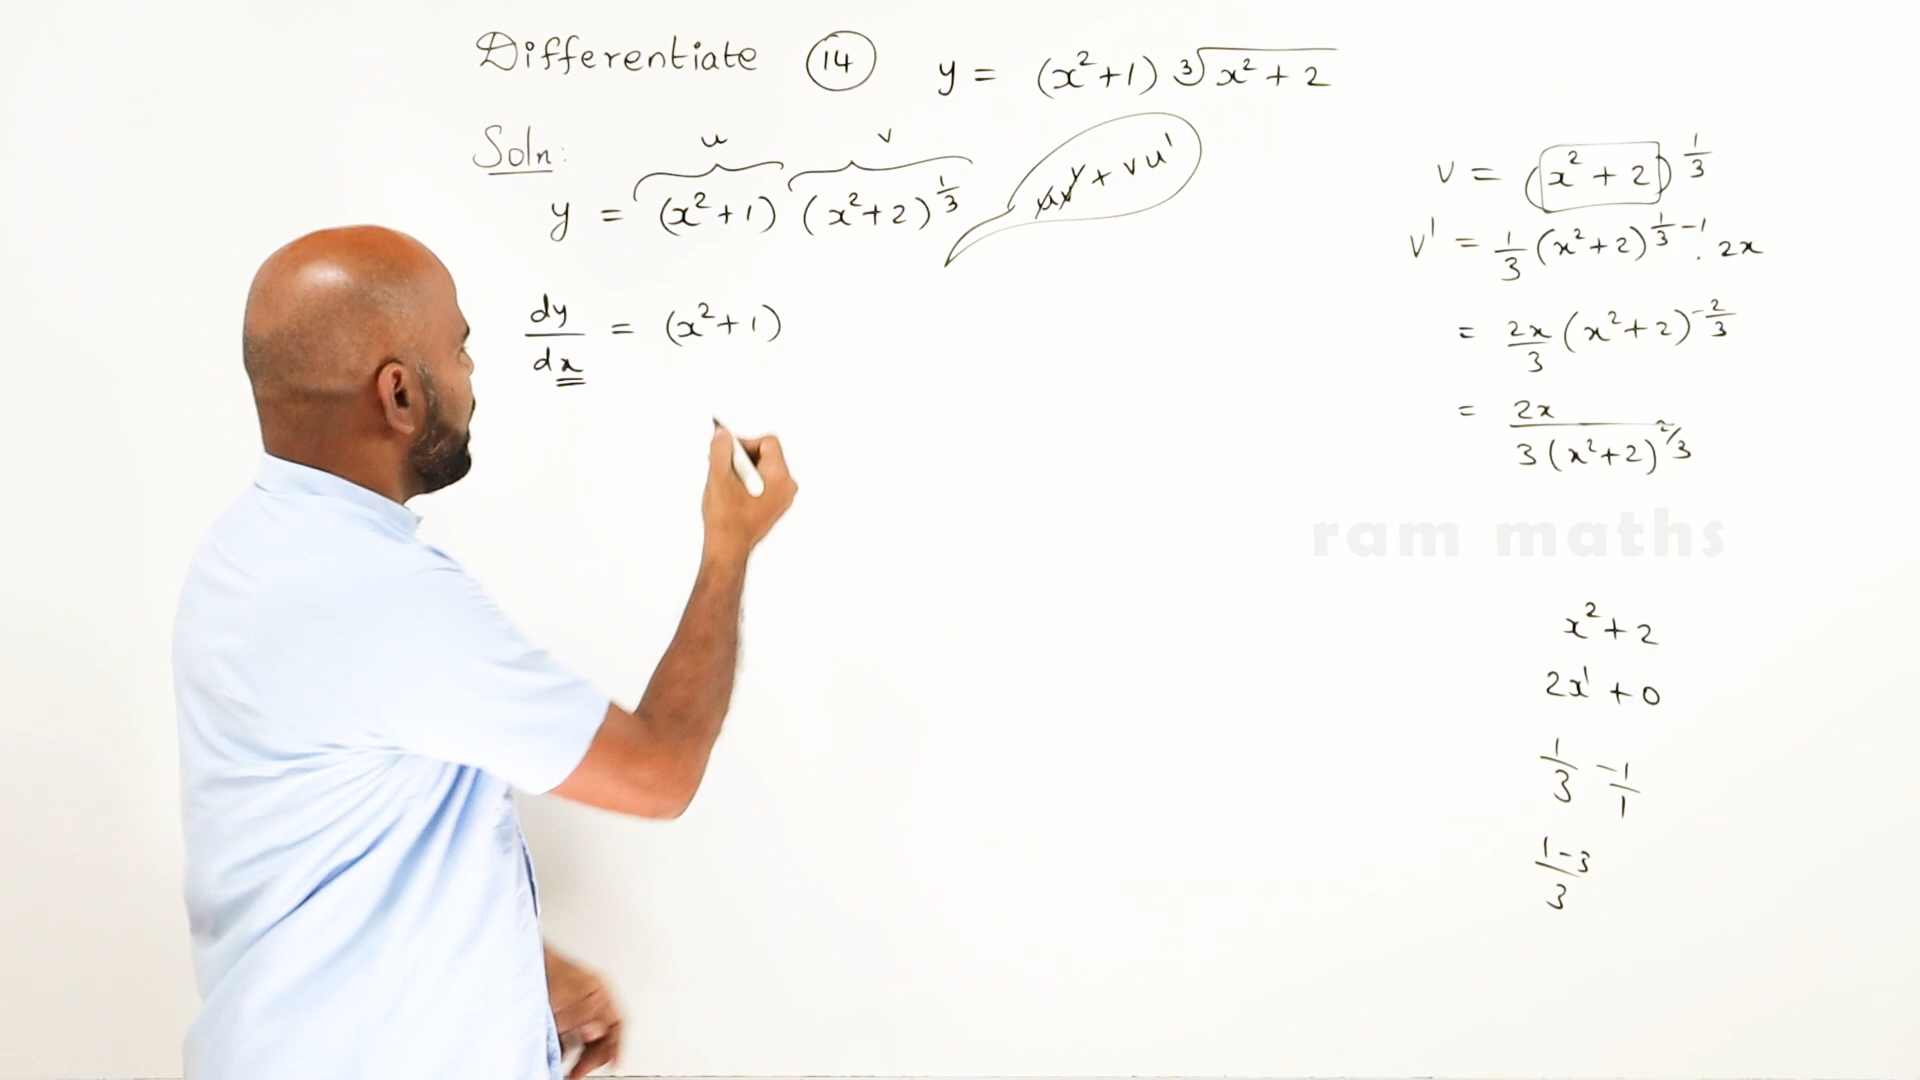 Differentiate 14 y = (x²+1) ∛(x² + 2)
Soln:
u v
y = (x²+1) (x²+2)^(1/3)
uv' + vu'
dy/dx = (x²+1)
v = (x² + 2)^(1/3)
v' = 1/3 (x²+2)^(1/3 - 1) . 2x
= 2x/3 (x²+2)^(-2/3)
= 2x / 3(x²+2)^(2/3)
ram maths
x² + 2
2x¹ + 0
1/3 - 1/1
(1-3)/3